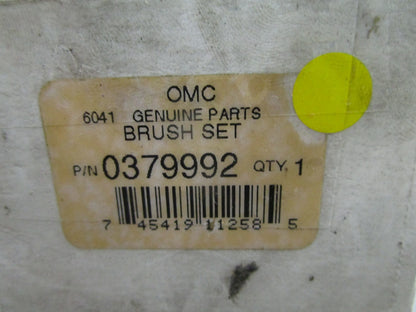 OMC
6041 GENUINE PARTS
BRUSH SET
P/N 0379992 QTY. 1
7 45419 11258 5